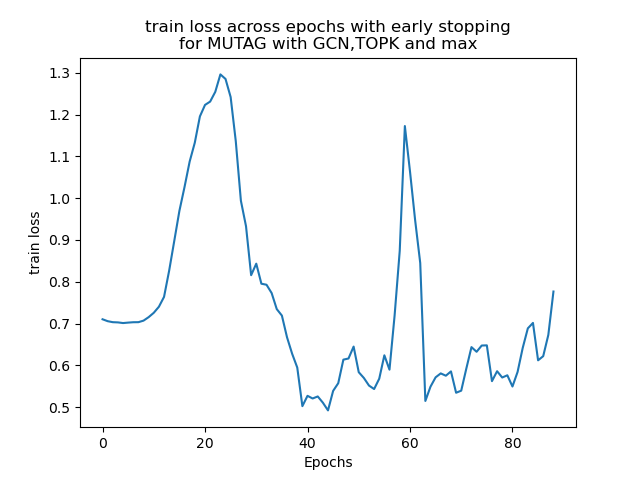 train loss across epochs with early stopping
for MUTAG with GCN,TOPK and max
1.3
1.2
1.1
1.0
0.9
0.8
0.7
0.6
0.5
train loss
0 20 40 60 80
Epochs